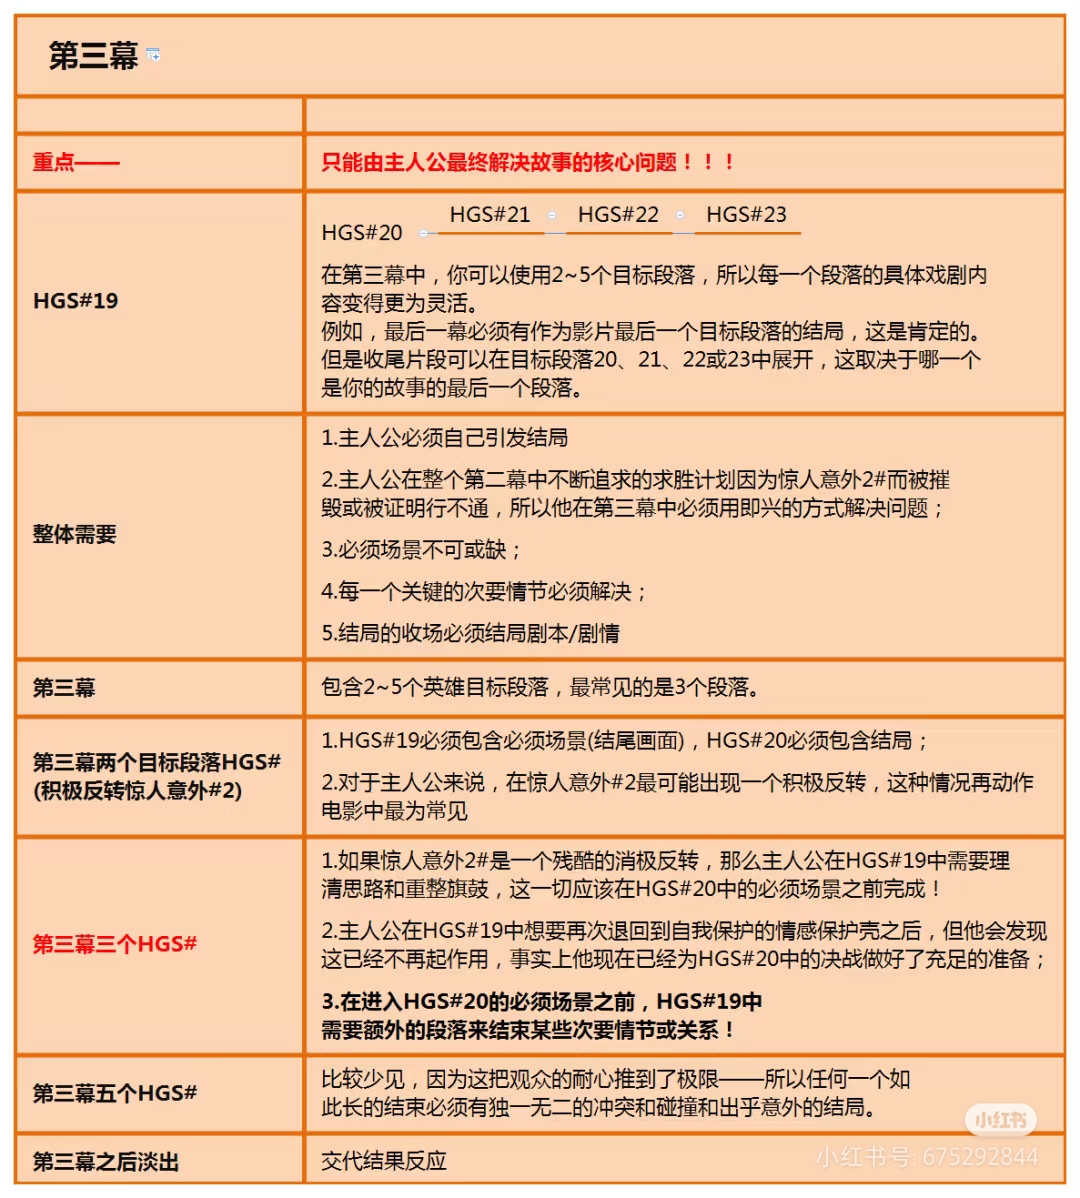 第三幕
重点——
只能由主人公最终解决故事的核心问题！！！
HGS#19
HGS#20
HGS#21
HGS#22
HGS#23
在第三幕中，你可以使用2~5个目标段落，所以每一个段落的具体戏剧内
容变得更为灵活。
例如，最后一幕必须有作为影片最后一个目标段落的结局，这是肯定的。
但是收尾片段可以在目标段落20、21、22或23中展开，这取决于哪一个
是你的故事的最后一个段落。
整体需要
1.主人公必须自己引发结局
2.主人公在整个第二幕中不断追求的求胜计划因为惊人意外2#而被摧
毁或被证明行不通，所以他在第三幕中必须用即兴的方式解决问题；
3.必须场景不可或缺；
4.每一个关键的次要情节必须解决；
5.结局的收场必须结局剧本/剧情
第三幕
包含2~5个英雄目标段落，最常见的是3个段落。
第三幕两个目标段落HGS#
(积极反转惊人意外#2)
1.HGS#19必须包含必须场景(结尾画面)，HGS#20必须包含结局；
2.对于主人公来说，在惊人意外#2最可能出现一个积极反转，这种情况再动作
电影中最为常见
第三幕三个HGS#
1.如果惊人意外2#是一个残酷的消极反转，那么主人公在HGS#19中需要理
清思路和重整旗鼓，这一切应该在HGS#20中的必须场景之前完成！
2.主人公在HGS#19中想要再次退回到自我保护的情感保护壳之后，但他会发现
这已经不再起作用，事实上他现在已经为HGS#20中的决战做好了充足的准备；
3.在进入HGS#20的必须场景之前，HGS#19中
需要额外的段落来结束某些次要情节或关系！
第三幕五个HGS#
比较少见，因为这把观众的耐心推到了极限——所以任何一个如
此长的结束必须有独一无二的冲突和碰撞和出乎意外的结局。
第三幕之后淡出
交代结果反应
小红书
小红书号: 675292844